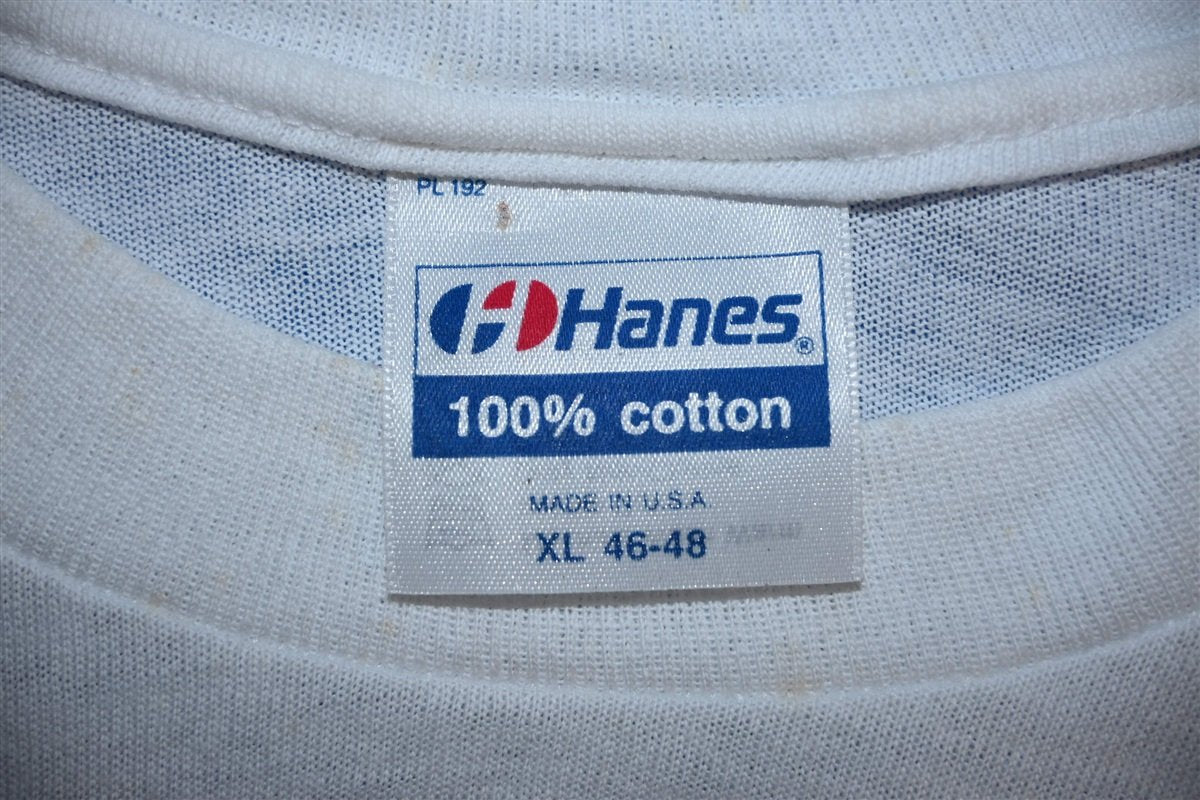 PL 192
Hanes®
100% cotton
MADE IN U.S.A
XL 46-48